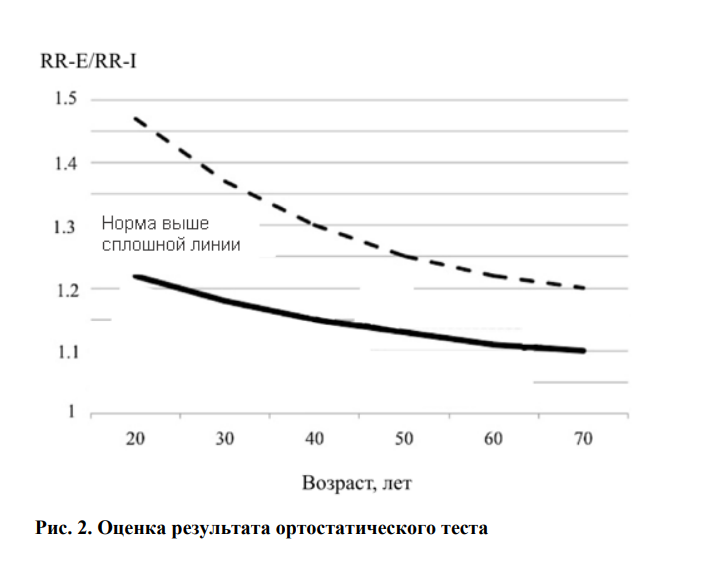 RR-E/RR-I
1.5
1.4
1.3
Норма выше
сплошной линии
1.2
1.1
1
20 30 40 50 60 70
Возраст, лет
Рис. 2. Оценка результата ортостатического теста